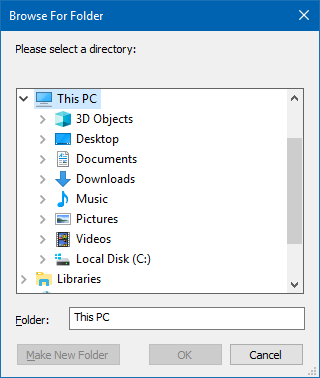 Browse For Folder
Please select a directory:
This PC
3D Objects
Desktop
Documents
Downloads
Music
Pictures
Videos
Local Disk (C:)
Libraries
Folder: This PC
Make New Folder OK Cancel